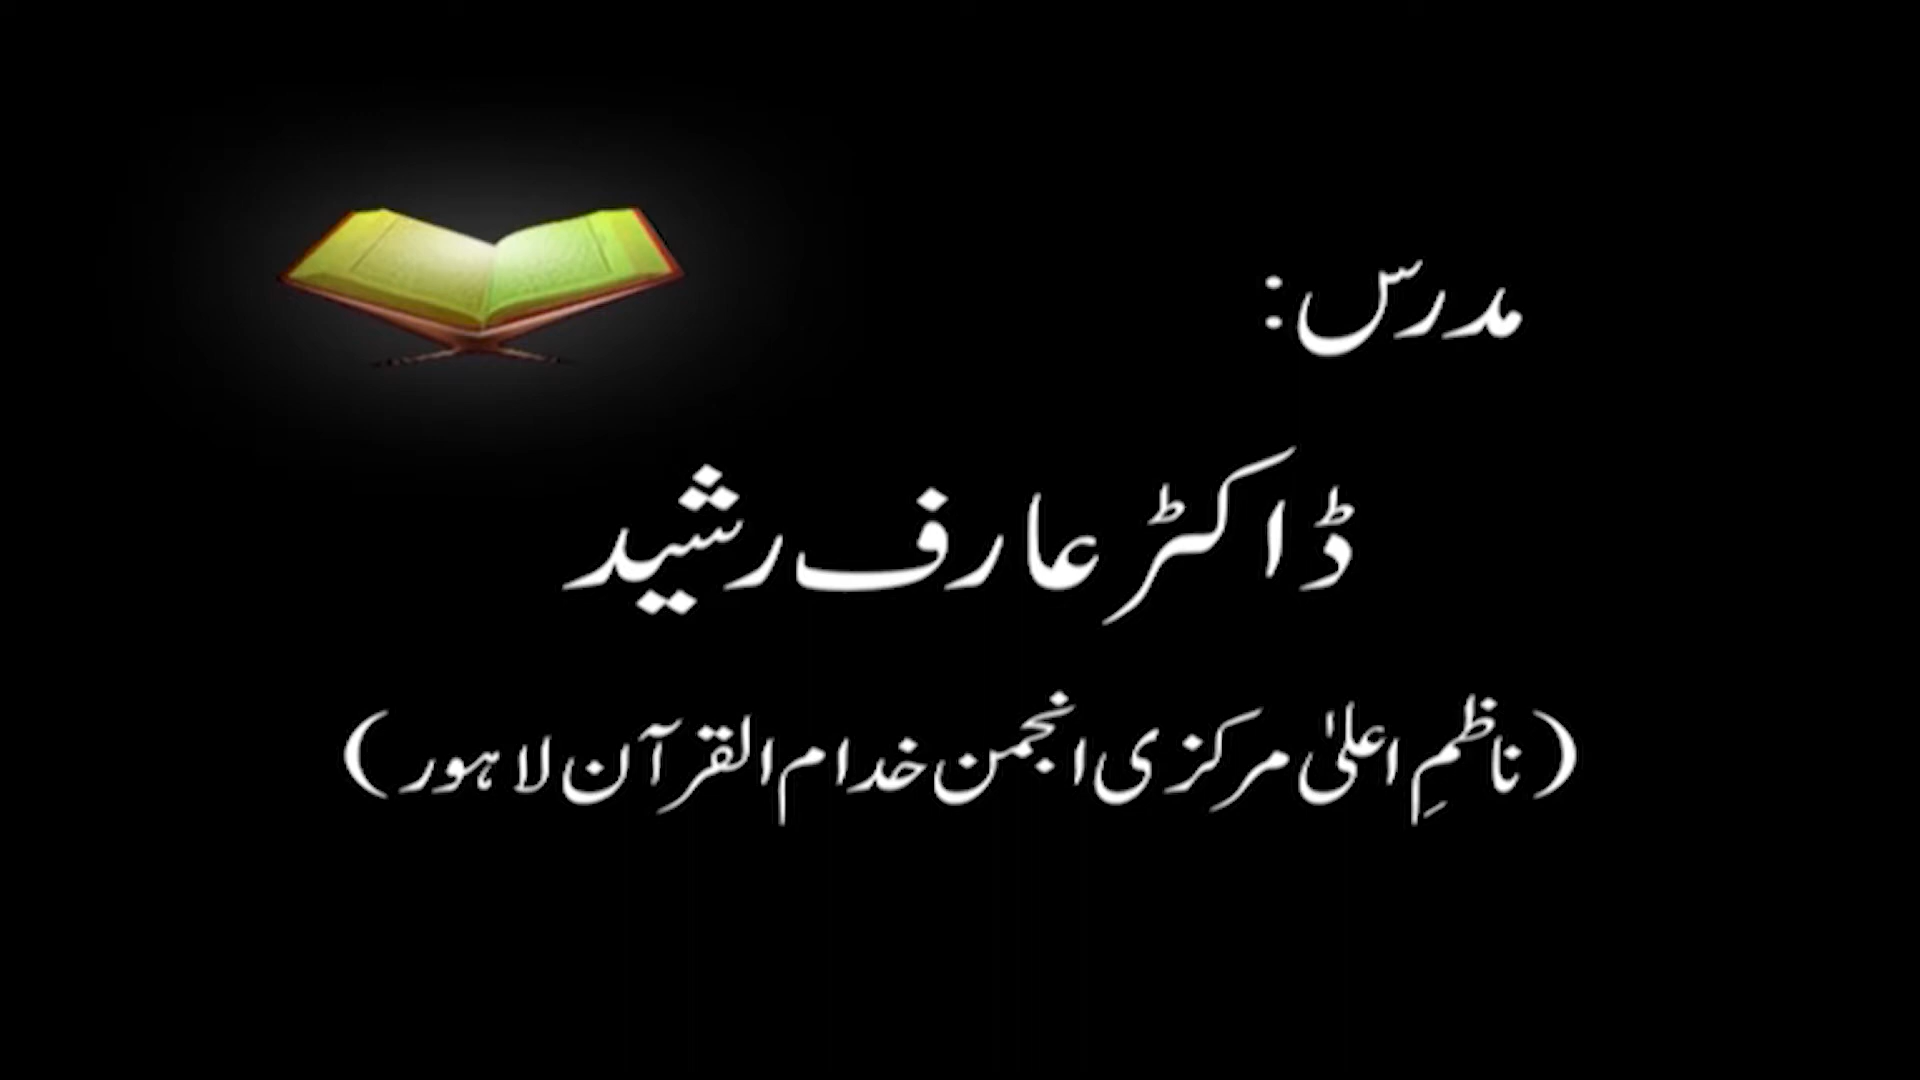 مدرس:
ڈاکٹر عارف رشید
(ناظمِ اعلیٰ مرکزی انجمن خدام القرآن لاہور)